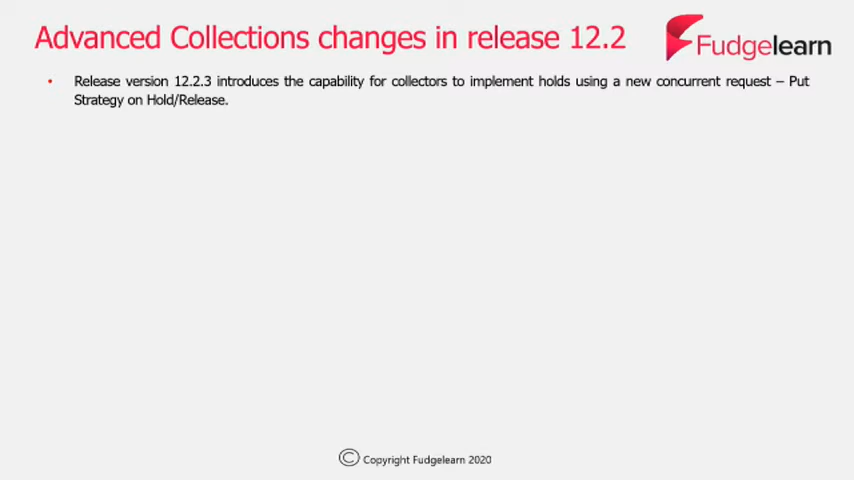 Advanced Collections changes in release 12.2
Fudgelearn
• Release version 12.2.3 introduces the capability for collectors to implement holds using a new concurrent request – Put
Strategy on Hold/Release.
© Copyright Fudgelearn 2020